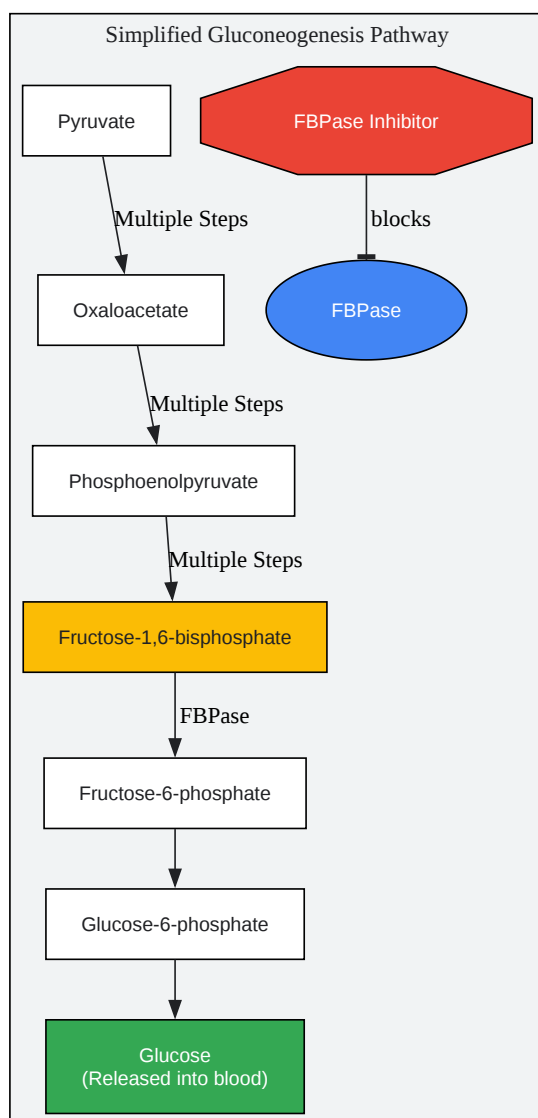 Simplified Gluconeogenesis Pathway
Pyruvate
FBPase Inhibitor
Multiple Steps
blocks
Oxaloacetate
FBPase
Multiple Steps
Phosphoenolpyruvate
Multiple Steps
Fructose-1,6-bisphosphate
FBPase
Fructose-6-phosphate
Glucose-6-phosphate
Glucose
(Released into blood)